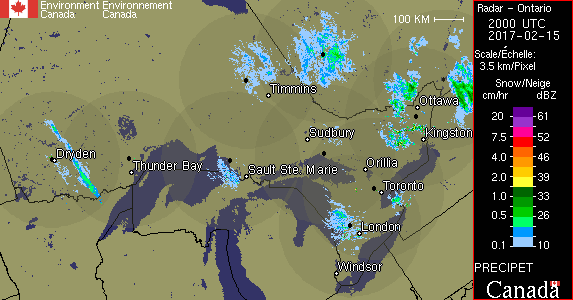 Environment Environnement
Canada Canada
100 KM
Radar - Ontario
2000 UTC
2017-02-15
Scale/Échelle:
3.5 km/Pixel
Snow/Neige
cm/hr dBZ
20 61
7.5 52
4.0 46
2.0 39
1.0 33
0.5 26
0.1 10
PRECIPET
Canada
Timmins
Ottawa
Sudbury
Kingston
Dryden
Thunder Bay
Sault Ste. Marie
Orillia
Toronto
London
Windsor